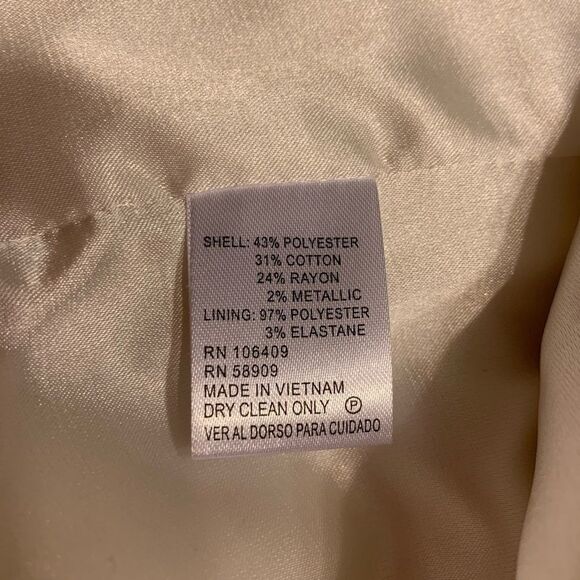 SHELL: 43% POLYESTER
31% COTTON
24% RAYON
2% METALLIC
LINING: 97% POLYESTER
3% ELASTANE
RN 106409
RN 58909
MADE IN VIETNAM
DRY CLEAN ONLY Ⓟ
VER AL DORSO PARA CUIDADO